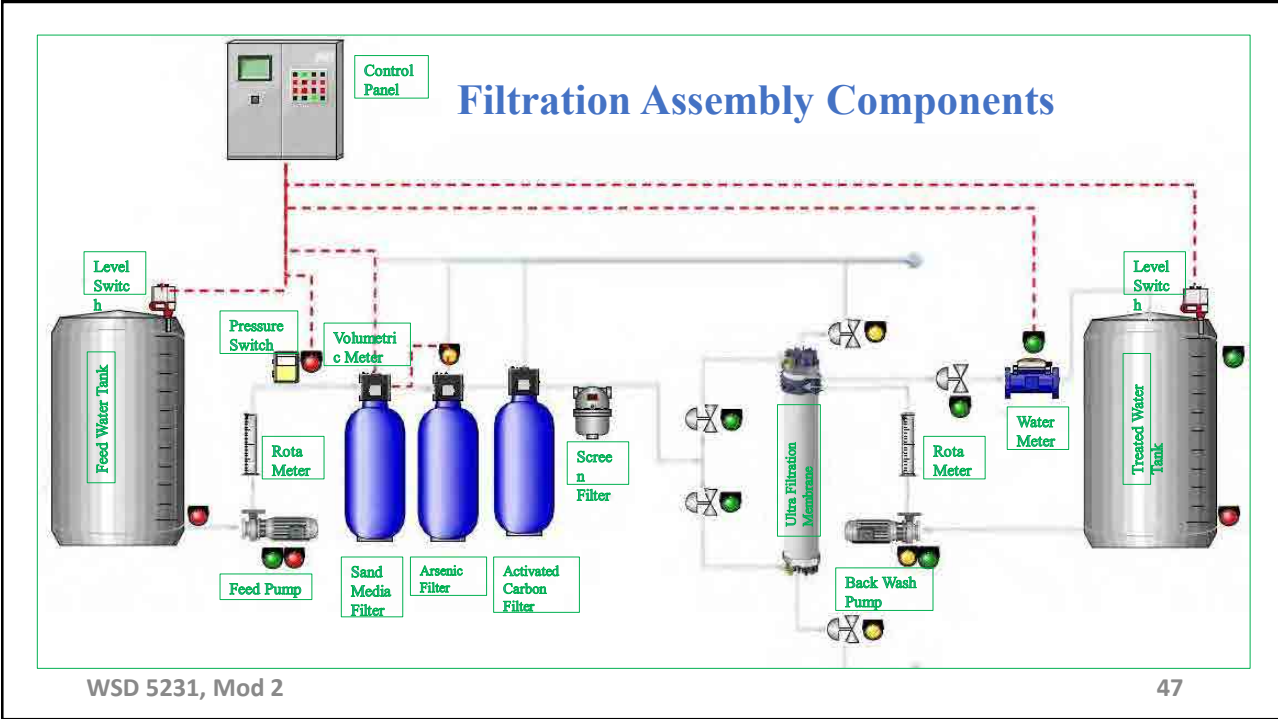 Control
Panel
Filtration Assembly Components
Level
Switc
h
Level
Switc
h
Pressure
Switch
Volumetri
c Meter
Feed Water Tank
Rota
Meter
Scree
n
Filter
Ultra Filtration
Membrane
Rota
Meter
Water
Meter
Treated Water
Tank
Feed Pump
Sand
Media
Filter
Arsenic
Filter
Activated
Carbon
Filter
Back Wash
Pump
WSD 5231, Mod 2
47